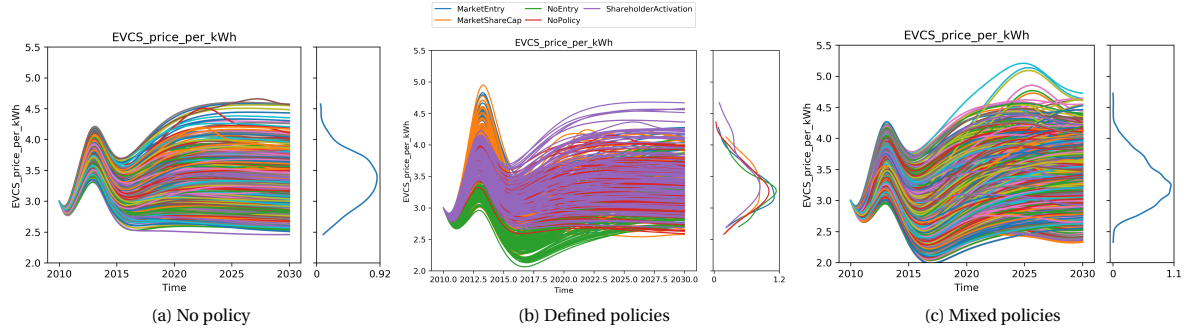 MarketEntry NoEntry ShareholderActivation
MarketShareCap NoPolicy
EVCS_price_per_kWh
5.5
5.0
4.5
4.0
3.5
3.0
2.5
2.0
EVCS_price_per_kWh
2010 2015 2020 2025 2030
Time
0 0.92
(a) No policy
EVCS_price_per_kWh
5.5
5.0
4.5
4.0
3.5
3.0
2.5
2.0
EVCS_price_per_kWh
2010.0 2012.5 2015.0 2017.5 2020.0 2022.5 2025.0 2027.5 2030.0
Time
0 1.2
(b) Defined policies
EVCS_price_per_kWh
5.5
5.0
4.5
4.0
3.5
3.0
2.5
2.0
EVCS_price_per_kWh
2010 2015 2020 2025 2030
Time
0 1.1
(c) Mixed policies